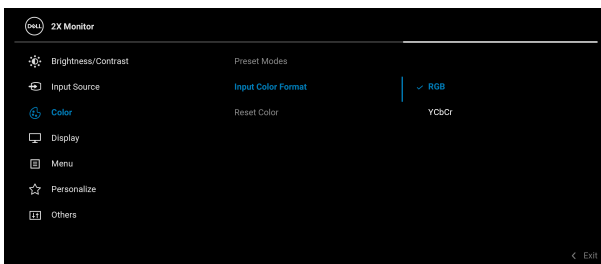 DELL 2X Monitor
Brightness/Contrast Preset Modes
Input Source Input Color Format RGB
Color Reset Color YCbCr
Display
Menu
Personalize
Others
Exit